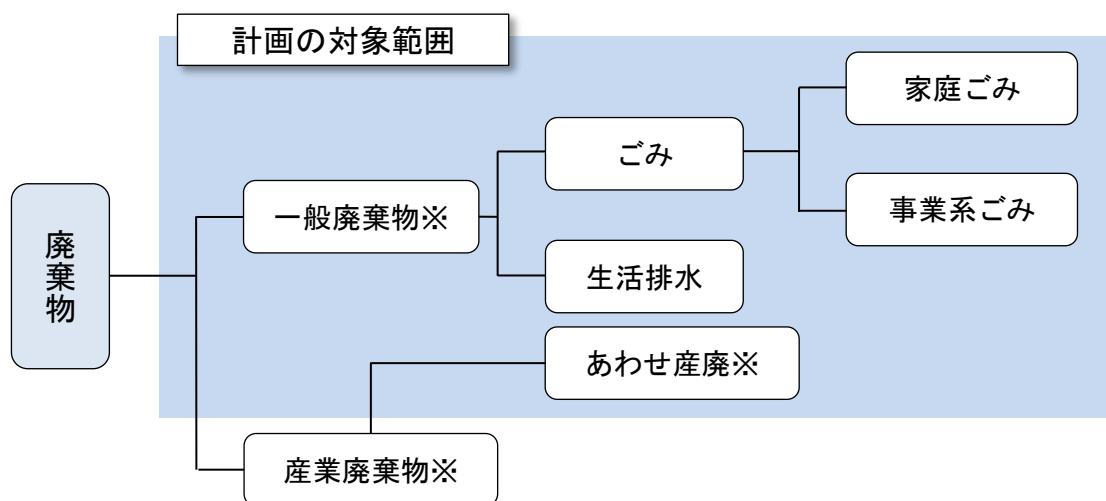 計画の対象範囲
家庭ごみ
ごみ
事業系ごみ
一般廃棄物※
廃棄物
生活排水
あわせ産廃※
産業廃棄物※